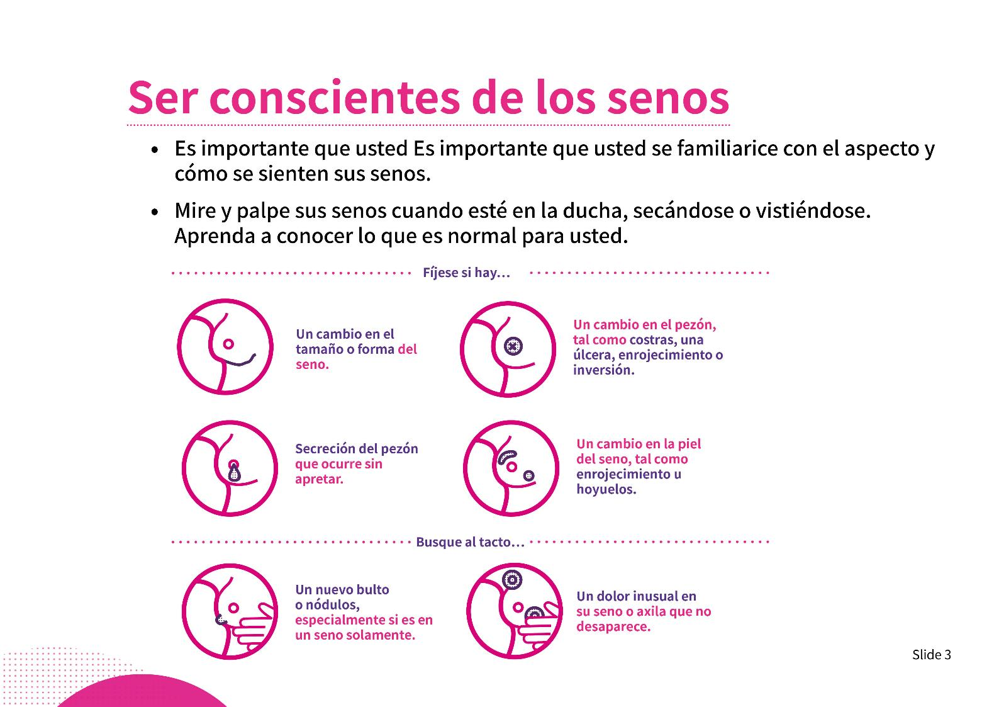 Ser conscientes de los senos
• Es importante que usted Es importante que usted se familiarice con el aspecto y
cómo se sienten sus senos.
• Mire y palpe sus senos cuando esté en la ducha, secándose o vistiéndose.
Aprenda a conocer lo que es normal para usted.
Fíjese si hay...
Un cambio en el
tamaño o forma del
seno.
Un cambio en el pezón,
tal como costras, una
úlcera, enrojecimiento o
inversión.
Secreción del pezón
que ocurre sin
apretar.
Un cambio en la piel
del seno, tal como
enrojecimiento u
hoyuelos.
Busque al tacto...
Un nuevo bulto
o nódulos,
especialmente si es en
un seno solamente.
Un dolor inusual en
su seno o axila que no
desaparece.
Slide 3